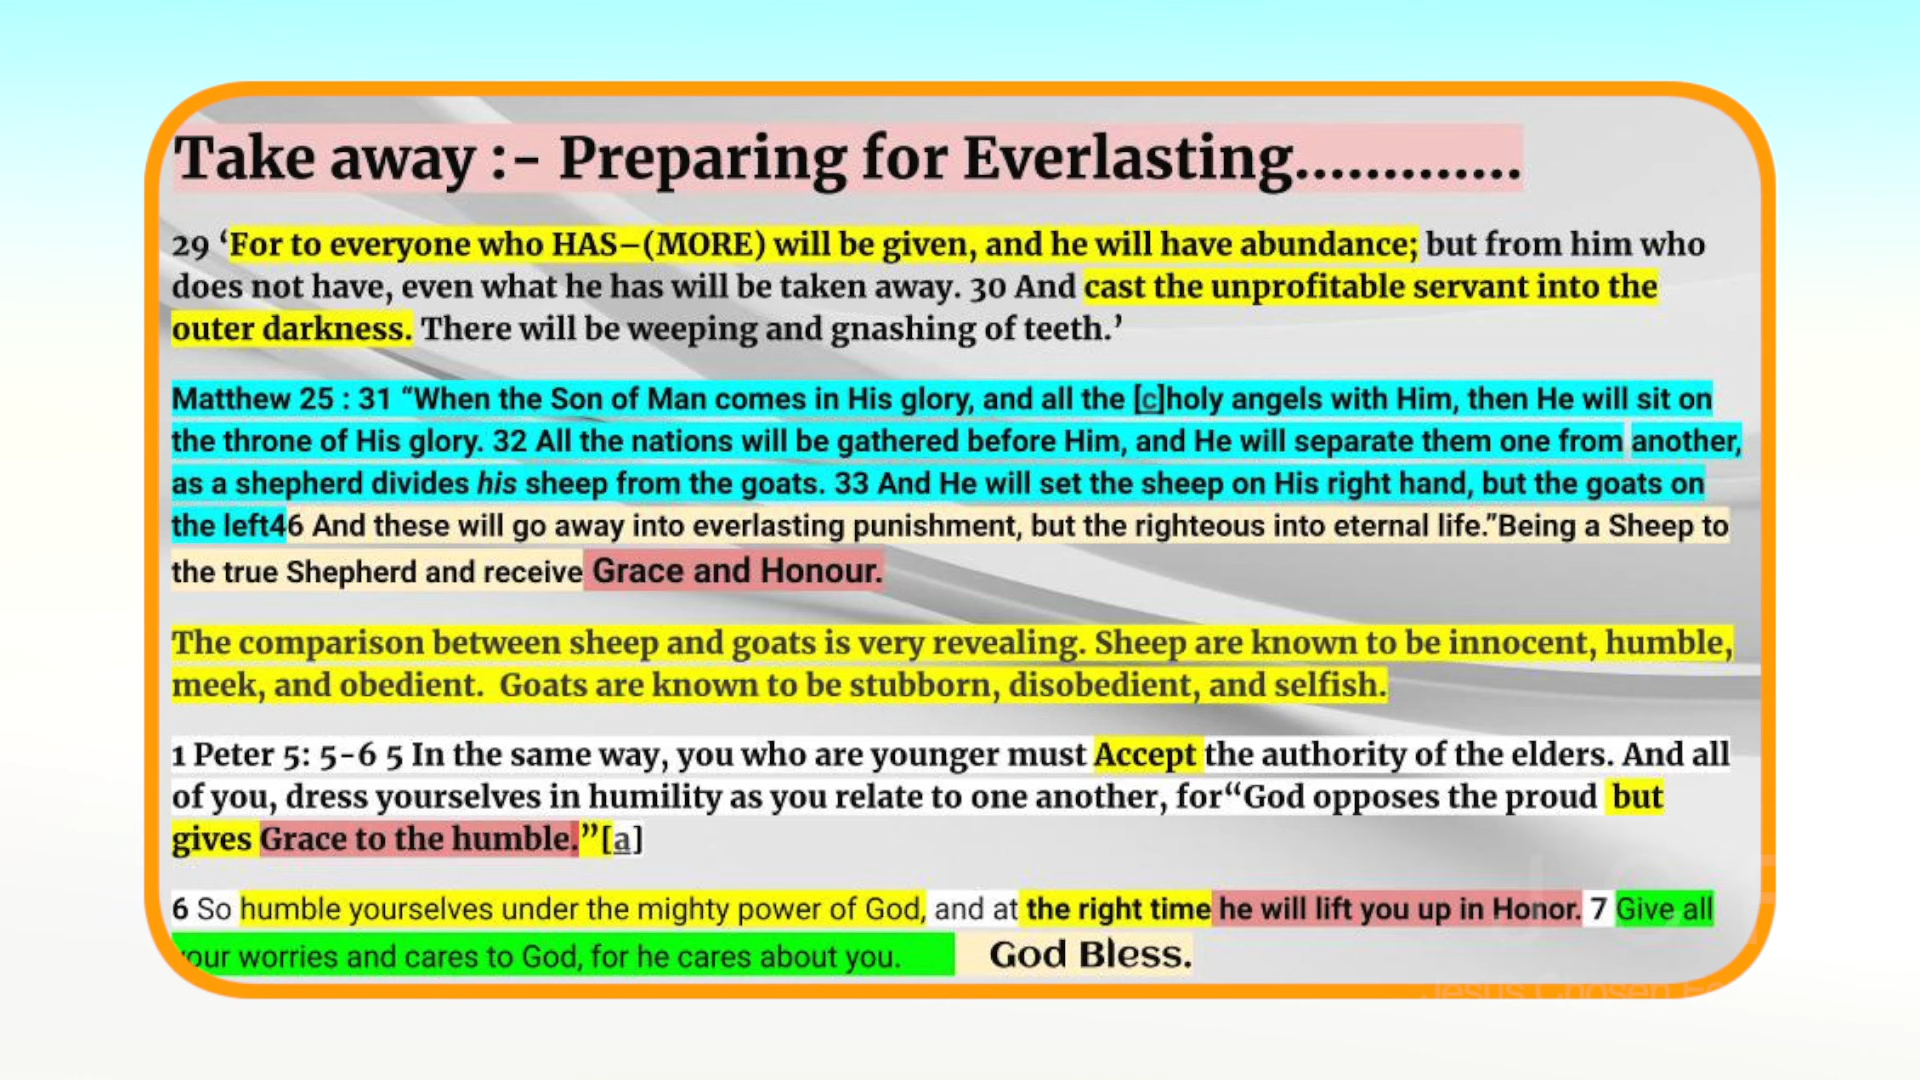 Take away :- Preparing for Everlasting.............
29 ‘For to everyone who HAS–(MORE) will be given, and he will have abundance; but from him who
does not have, even what he has will be taken away. 30 And cast the unprofitable servant into the
outer darkness. There will be weeping and gnashing of teeth.’
Matthew 25 : 31 “When the Son of Man comes in His glory, and all the [c]holy angels with Him, then He will sit on
the throne of His glory. 32 All the nations will be gathered before Him, and He will separate them one from another,
as a shepherd divides his sheep from the goats. 33 And He will set the sheep on His right hand, but the goats on
the left46 And these will go away into everlasting punishment, but the righteous into eternal life.”Being a Sheep to
the true Shepherd and receive Grace and Honour.
The comparison between sheep and goats is very revealing. Sheep are known to be innocent, humble,
meek, and obedient.  Goats are known to be stubborn, disobedient, and selfish.
1 Peter 5: 5-6 5 In the same way, you who are younger must Accept the authority of the elders. And all
of you, dress yourselves in humility as you relate to one another, for“God opposes the proud  but
gives Grace to the humble.”[a]
6 So humble yourselves under the mighty power of God, and at the right time he will lift you up in Honor. 7 Give all
your worries and cares to God, for he cares about you. God Bless.
Jesus Chosen